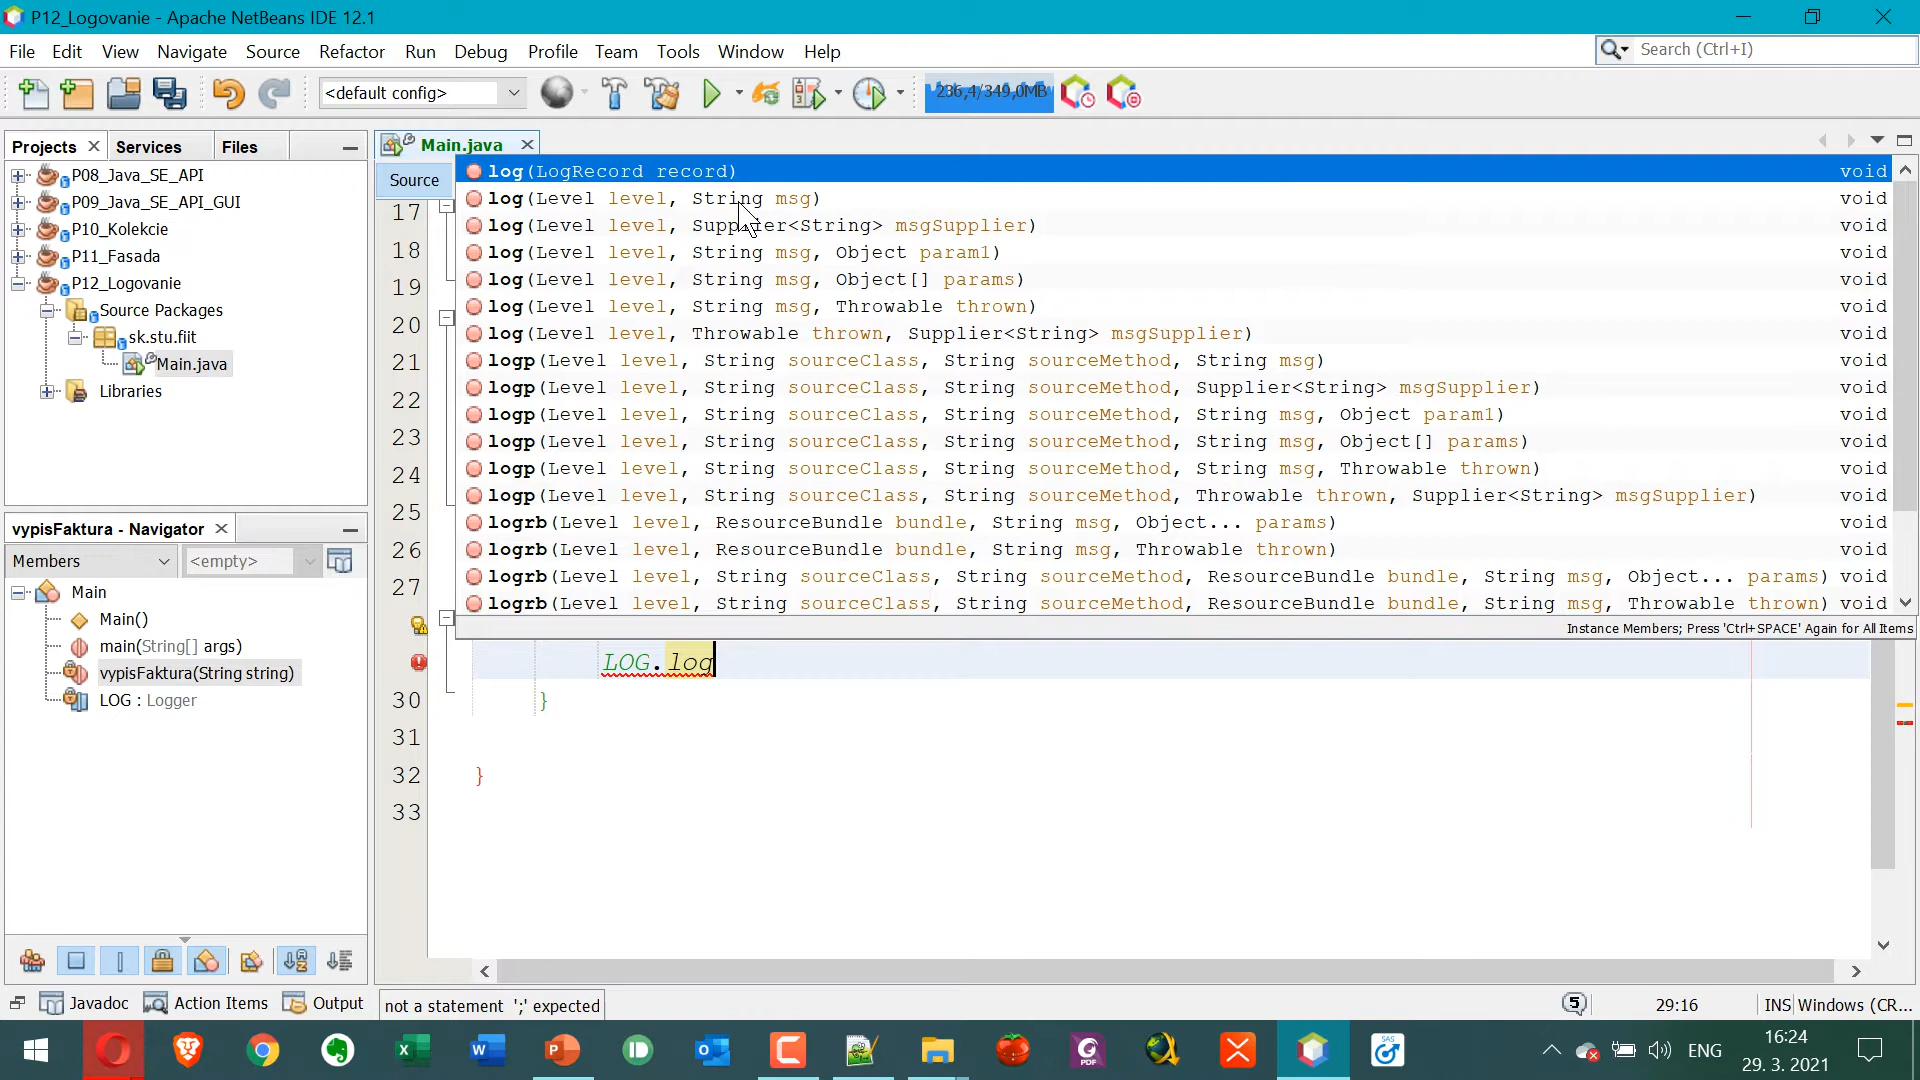 P12_Logovanie - Apache NetBeans IDE 12.1
File Edit View Navigate Source Refactor Run Debug Profile Team Tools Window Help
Search (Ctrl+I)
<default config>
236,4/349,0MB
Projects Services Files
P08_Java_SE_API
P09_Java_SE_API_GUI
P10_Kolekcie
P11_Fasada
P12_Logovanie
Source Packages
sk.stu.fiit
Main.java
Libraries
vypisFaktura - Navigator
Members <empty>
Main
Main()
main(String[] args)
vypisFaktura(String string)
LOG : Logger
Main.java
Source
log(LogRecord record) void
log(Level level, String msg) void
log(Level level, Supplier<String> msgSupplier) void
log(Level level, String msg, Object param1) void
log(Level level, String msg, Object[] params) void
log(Level level, String msg, Throwable thrown) void
log(Level level, Throwable thrown, Supplier<String> msgSupplier) void
logp(Level level, String sourceClass, String sourceMethod, String msg) void
logp(Level level, String sourceClass, String sourceMethod, Supplier<String> msgSupplier) void
logp(Level level, String sourceClass, String sourceMethod, String msg, Object param1) void
logp(Level level, String sourceClass, String sourceMethod, String msg, Object[] params) void
logp(Level level, String sourceClass, String sourceMethod, String msg, Throwable thrown) void
logp(Level level, String sourceClass, String sourceMethod, Throwable thrown, Supplier<String> msgSupplier) void
logrb(Level level, ResourceBundle bundle, String msg, Object... params) void
logrb(Level level, ResourceBundle bundle, String msg, Throwable thrown) void
logrb(Level level, String sourceClass, String sourceMethod, ResourceBundle bundle, String msg, Object... params) void
logrb(Level level, String sourceClass, String sourceMethod, ResourceBundle bundle, String msg, Throwable thrown) void
Instance Members; Press 'Ctrl+SPACE' Again for All Items
17
18
19
20
21
22
23
24
25
26
27
LOG.log
30 }
31
32 }
33
Javadoc Action Items Output
not a statement ';' expected
5
29:16
INS Windows (CR...
ENG
16:24
29. 3. 2021